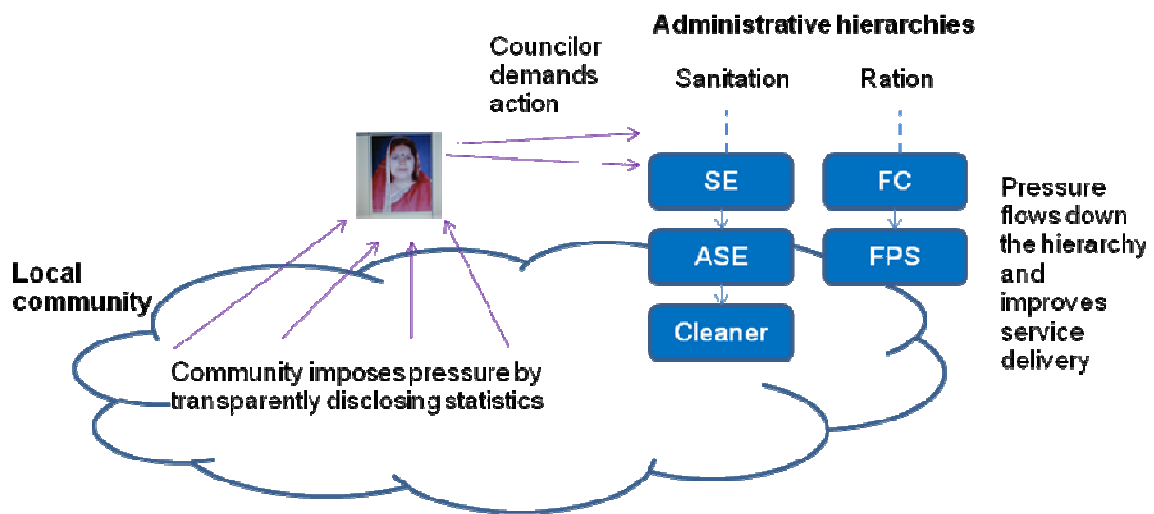 Administrative hierarchies
Councilor
demands
action
Sanitation
Ration
SE
FC
ASE
FPS
Cleaner
Pressure
flows down
the hierarchy
and
improves
service
delivery
Local
community
Community imposes pressure by
transparently disclosing statistics